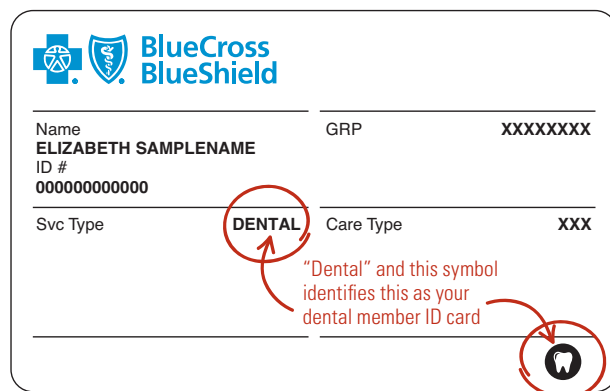 BlueCross
BlueShield
Name
ELIZABETH SAMPLENAME
ID #
000000000000
GRP XXXXXXXX
Svc Type DENTAL
Care Type XXX
“Dental” and this symbol
identifies this as your
dental member ID card